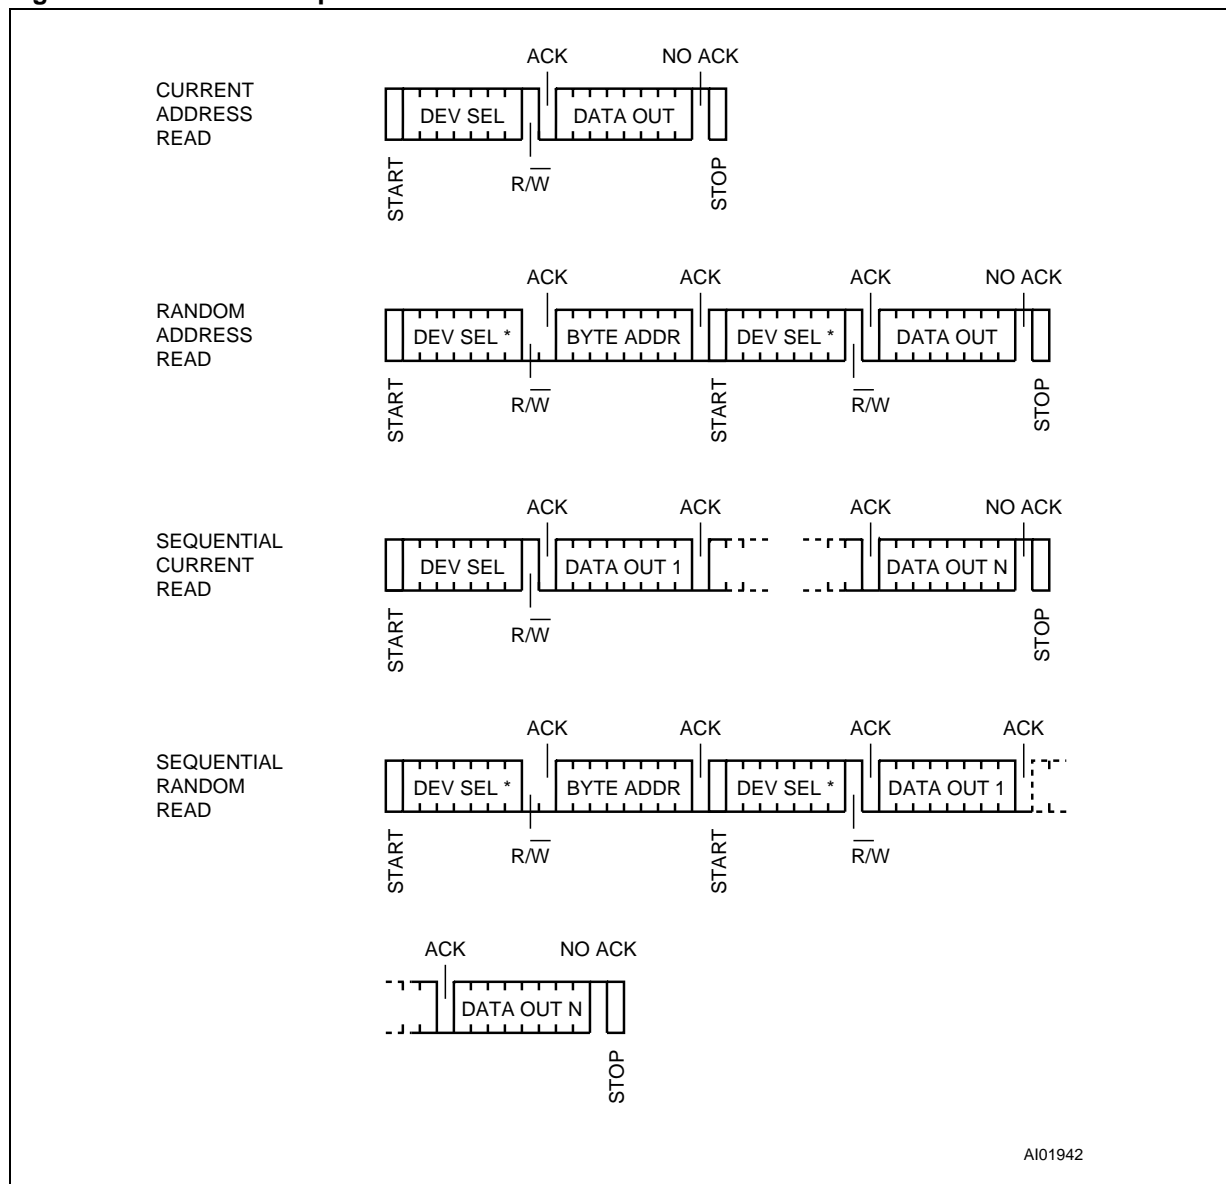 ACK NO ACK
CURRENT
ADDRESS
READ
DEV SEL DATA OUT
START R/W̅ STOP
ACK ACK ACK NO ACK
RANDOM
ADDRESS
READ
DEV SEL * BYTE ADDR DEV SEL * DATA OUT
START R/W̅ START R̅/W STOP
ACK ACK ACK NO ACK
SEQUENTIAL
CURRENT
READ
DEV SEL DATA OUT 1 DATA OUT N
START R/W̅ STOP
ACK ACK ACK ACK
SEQUENTIAL
RANDOM
READ
DEV SEL * BYTE ADDR DEV SEL * DATA OUT 1
START R/W̅ START R̅/W
ACK NO ACK
DATA OUT N
STOP
AI01942